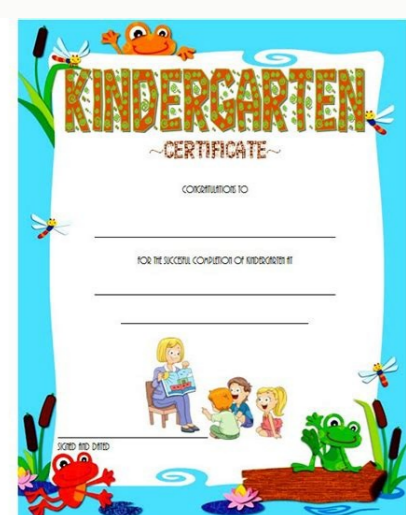 KINDERGARTEN
~CERTIFICATE~
CONGRATULATIONS TO
FOR THE SUCCESFUL COMPLETION OF KINDERGARTEN AT
SIGNED AND DATED